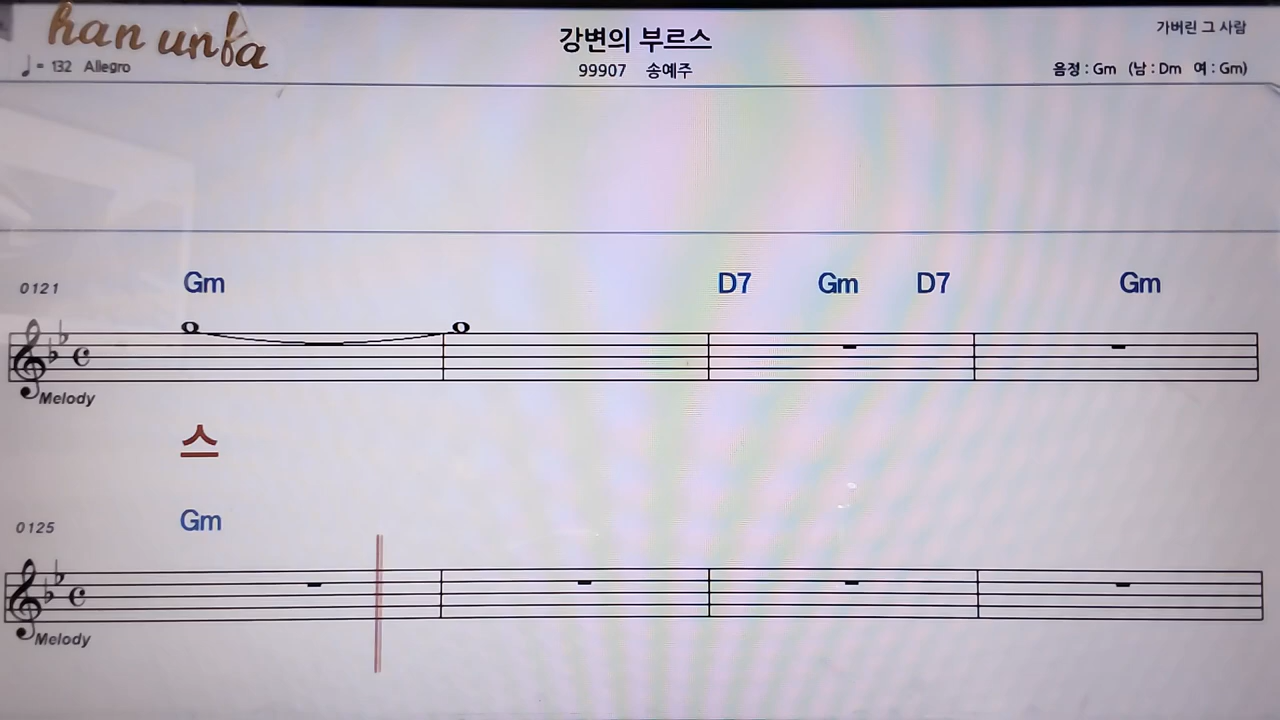 han unfa
강변의 부르스
가버린 그 사람
♩ = 132 Allegro
99907 송예주
음정 : Gm (남 : Dm 여 : Gm)
0121 Gm D7 Gm D7 Gm
Melody
스
0125 Gm
Melody